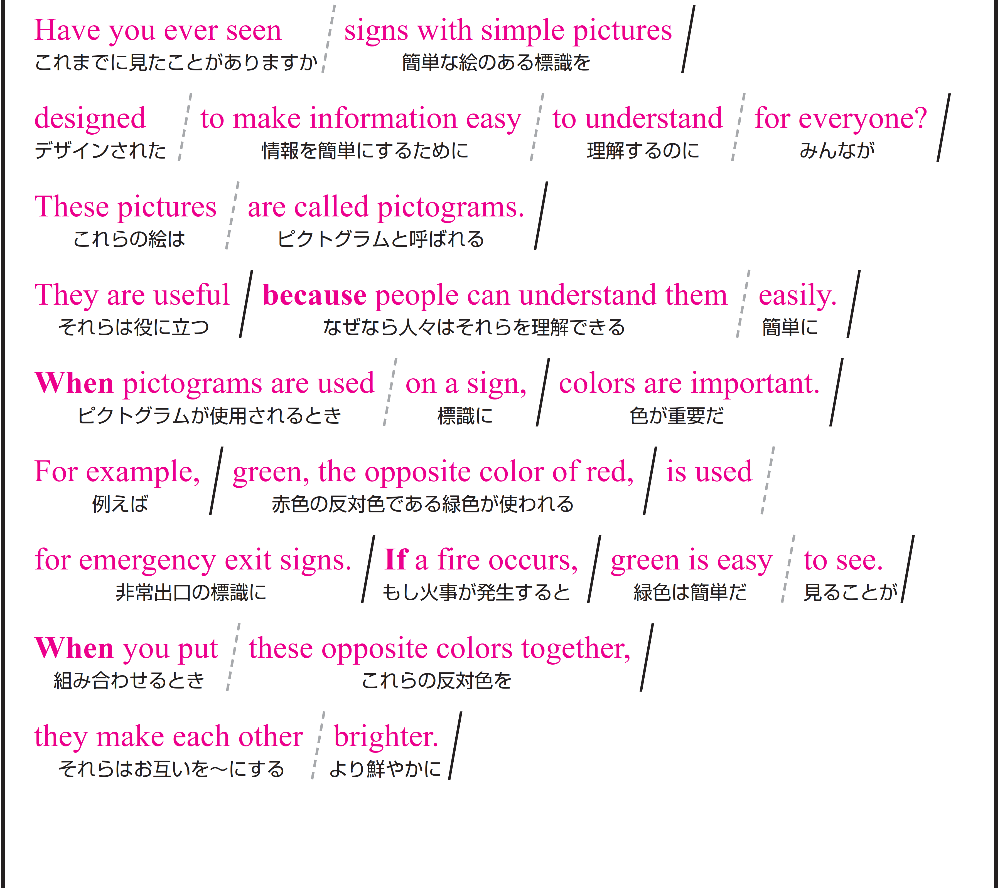 Have you ever seen / signs with simple pictures /
これまでに見たことがありますか 簡単な絵のある標識を
designed / to make information easy / to understand / for everyone? /
デザインされた 情報を簡単にするために 理解するのに みんなが
These pictures / are called pictograms. /
これらの絵は ピクトグラムと呼ばれる
They are useful / because people can understand them / easily. /
それらは役に立つ なぜなら人々はそれらを理解できる 簡単に
When pictograms are used / on a sign, / colors are important. /
ピクトグラムが使用されるとき 標識に 色が重要だ
For example, / green, the opposite color of red, / is used /
例えば 赤色の反対色である緑色が使われる
for emergency exit signs. / If a fire occurs, / green is easy / to see. /
非常出口の標識に もし火事が発生すると 緑色は簡単だ 見ることが
When you put / these opposite colors together, /
組み合わせるとき これらの反対色を
they make each other / brighter. /
それらはお互いを〜にする より鮮やかに